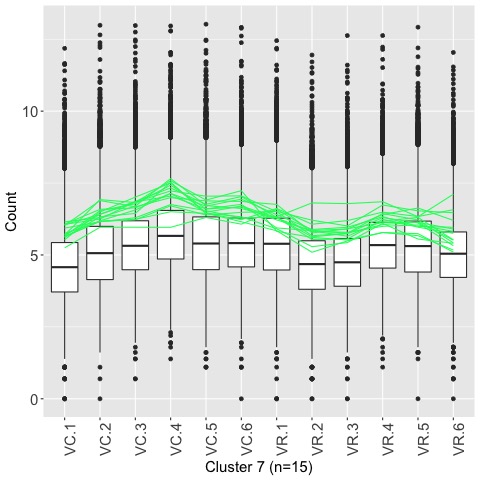 Count
10
5
0
VC.1
VC.2
VC.3
VC.4
VC.5
VC.6
VR.1
VR.2
VR.3
VR.4
VR.5
VR.6
Cluster 7 (n=15)